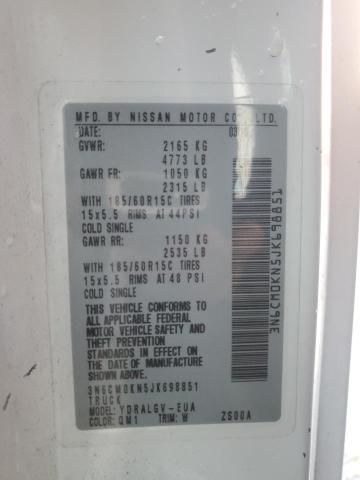 MFD. BY NISSAN MOTOR CO., LTD.
DATE:
GVWR: 2165 KG
4773 LB
GAWR FR: 1050 KG
2315 LB
WITH 185/60R15C TIRES
15x5.5 RIMS AT 44PSI
COLD SINGLE
GAWR RR: 1150 KG
2535 LB
WITH 185/60R15C TIRES
15x5.5 RIMS AT 48 PSI
COLD SINGLE
THIS VEHICLE CONFORMS TO
ALL APPLICABLE FEDERAL
MOTOR VEHICLE SAFETY AND
THEFT PREVENTION
STANDARDS IN EFFECT ON
THE DATE OF MANUFACTURE
SHOWN ABOVE.
3N6CM0KN5JK698851
TRUCK
MODEL: YDRALGV-EUA
COLOR: QM1 TRIM: W ZS00A
3N6CM0KN5JK698851